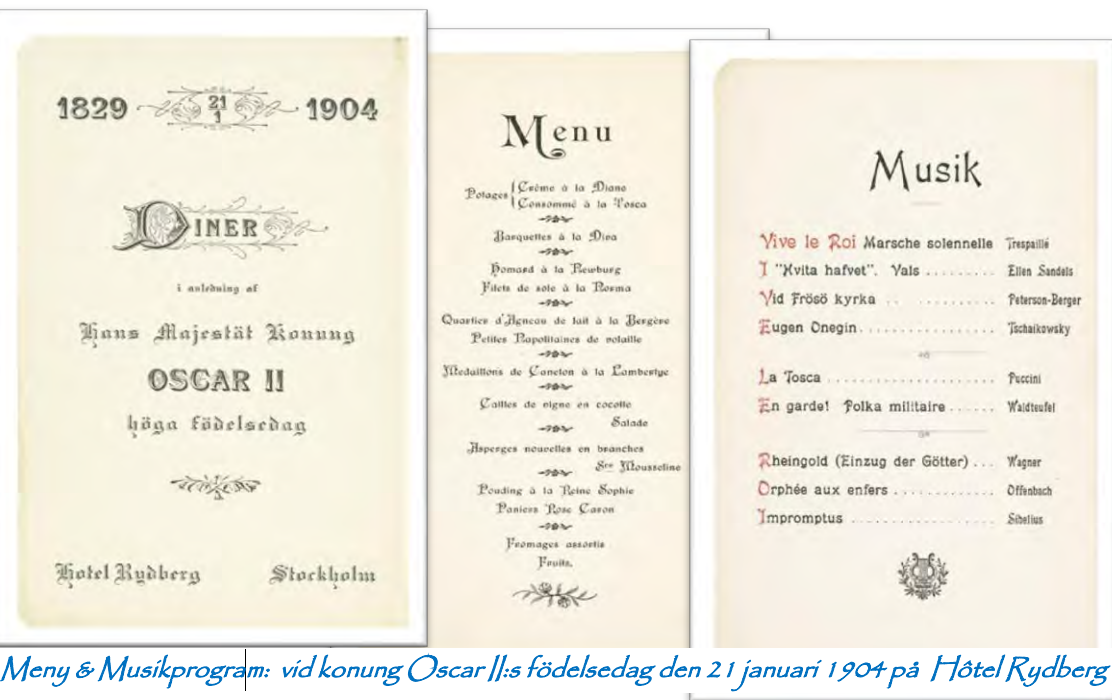 1829 21 1 1904
DINER
i anledning af
Hans Majestät Konung
OSCAR II
höga födelsedag
Hotel Rydberg Stockholm
Menu
Potages Crème à la Diane
Consommé à la Tosca
Barquettes à la Diva
Homard à la Newburg
Filets de sole à la Norma
Quartier d'Agneau de lait à la Bergère
Petites Napolitaines de volaille
Médaillons de Caneton à la Lambertye
Cailles de vigne en cocotte
Salade
Asperges nouvelles en branches
Sce Mousseline
Pouding à la Reine Sophie
Paniers Rose Caron
Fromages assortis
Fruits.
Musik
Vive le Roi Marsche solennelle Trespaillé
I "Hvita hafvet". Vals ......... Ellen Sandels
Vid Frösö kyrka .. ......... Peterson-Berger
Eugen Onegin................ Tschaikowsky
La Tosca .................... Puccini
En garde! Polka militaire ...... Waldteufel
Rheingold (Einzug der Götter) ... Wagner
Orphée aux enfers ............. Offenbach
Impromptus .................. Sibelius
Meny & Musikprogram: vid konung Oscar II:s födelsedag den 21 januari 1904 på Hôtel Rydberg